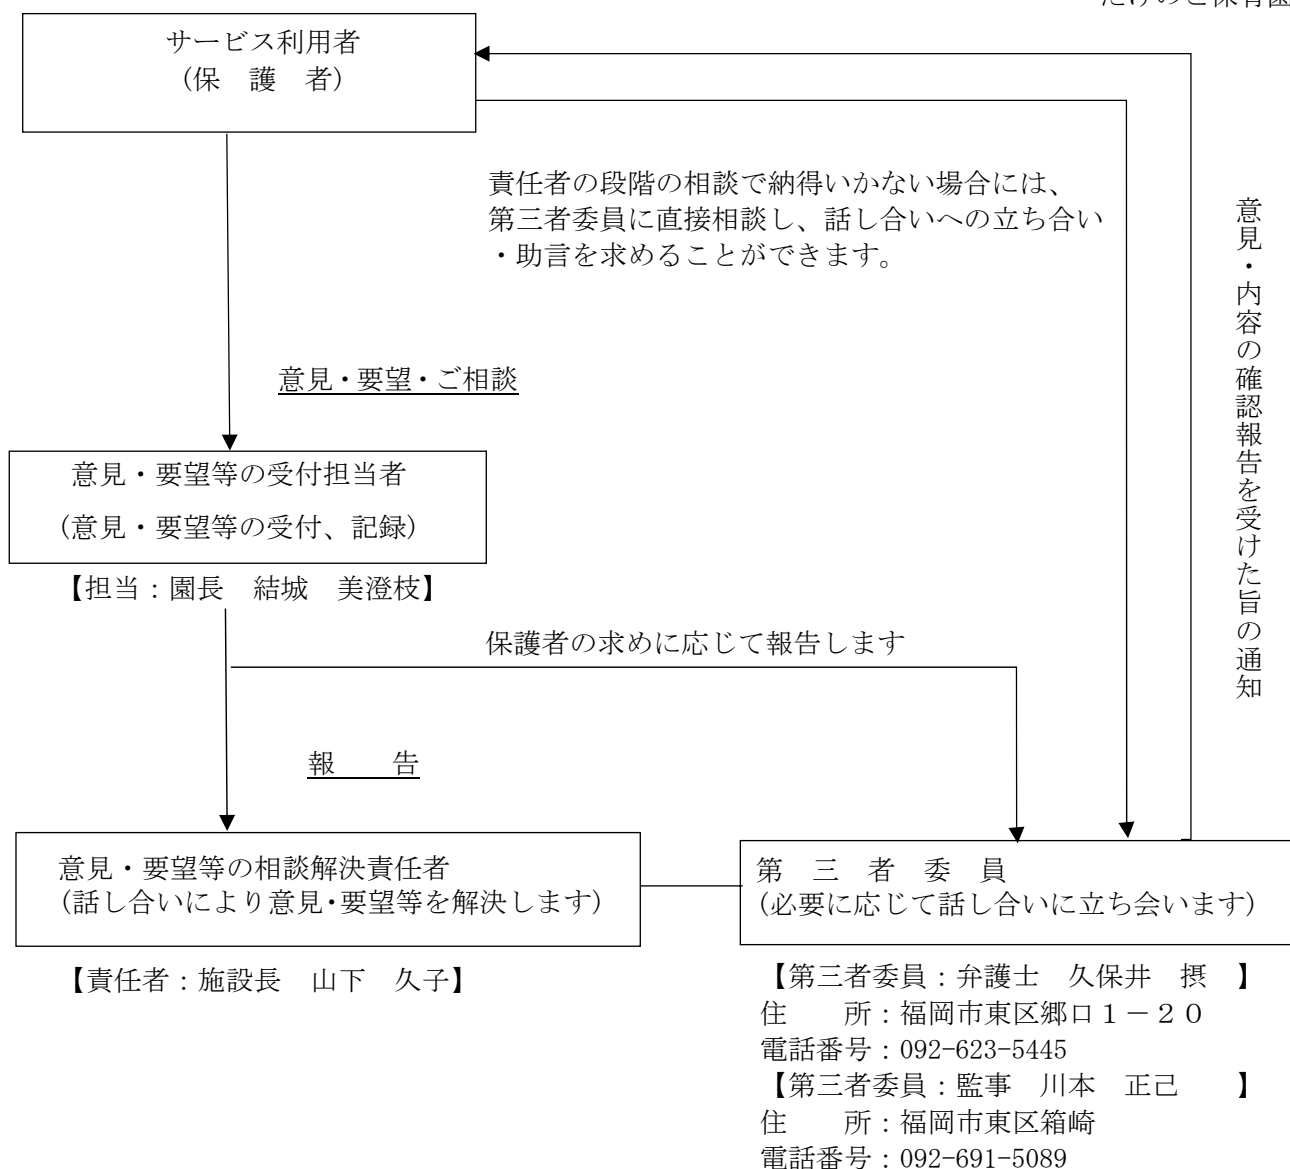 サービス利用者
(保　護　者)
責任者の段階の相談で納得いかない場合には、
第三者委員に直接相談し、話し合いへの立ち合い
・助言を求めることができます。
意見・内容の確認報告を受けた旨の通知
意見・要望・ご相談
意見・要望等の受付担当者
(意見・要望等の受付、記録)
【担当：園長　結城　美澄枝】
保護者の求めに応じて報告します
報　　告
意見・要望等の相談解決責任者
(話し合いにより意見・要望等を解決します)
【責任者：施設長　山下　久子】
第　三　者　委　員
(必要に応じて話し合いに立ち会います)
【第三者委員：弁護士　久保井　摂　】
住　　所：福岡市東区郷口１－２０
電話番号：092-623-5445
【第三者委員：監事　川本　正己　　】
住　　所：福岡市東区箱崎
電話番号：092-691-5089